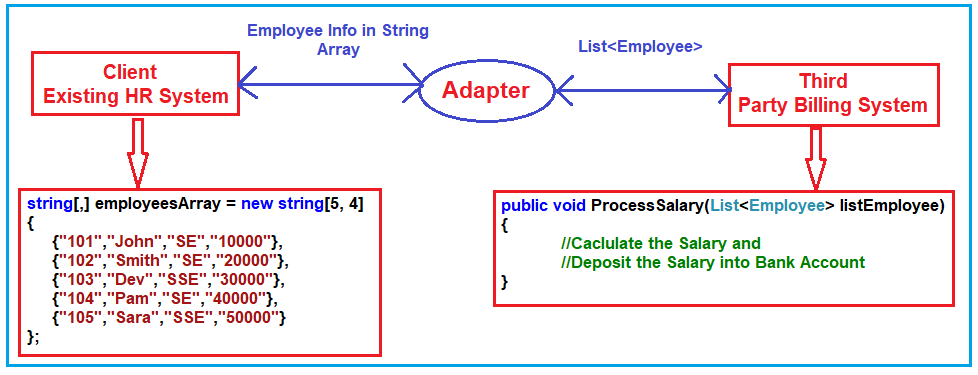 Employee Info in String
Array
List<Employee>
Client
Existing HR System
Adapter
Third
Party Billing System
string[,] employeesArray = new string[5, 4]
{
{"101","John","SE","10000"},
{"102","Smith","SE","20000"},
{"103","Dev","SSE","30000"},
{"104","Pam","SE","40000"},
{"105","Sara","SSE","50000"}
};
public void ProcessSalary(List<Employee> listEmployee)
{
//Caclulate the Salary and
//Deposit the Salary into Bank Account
}